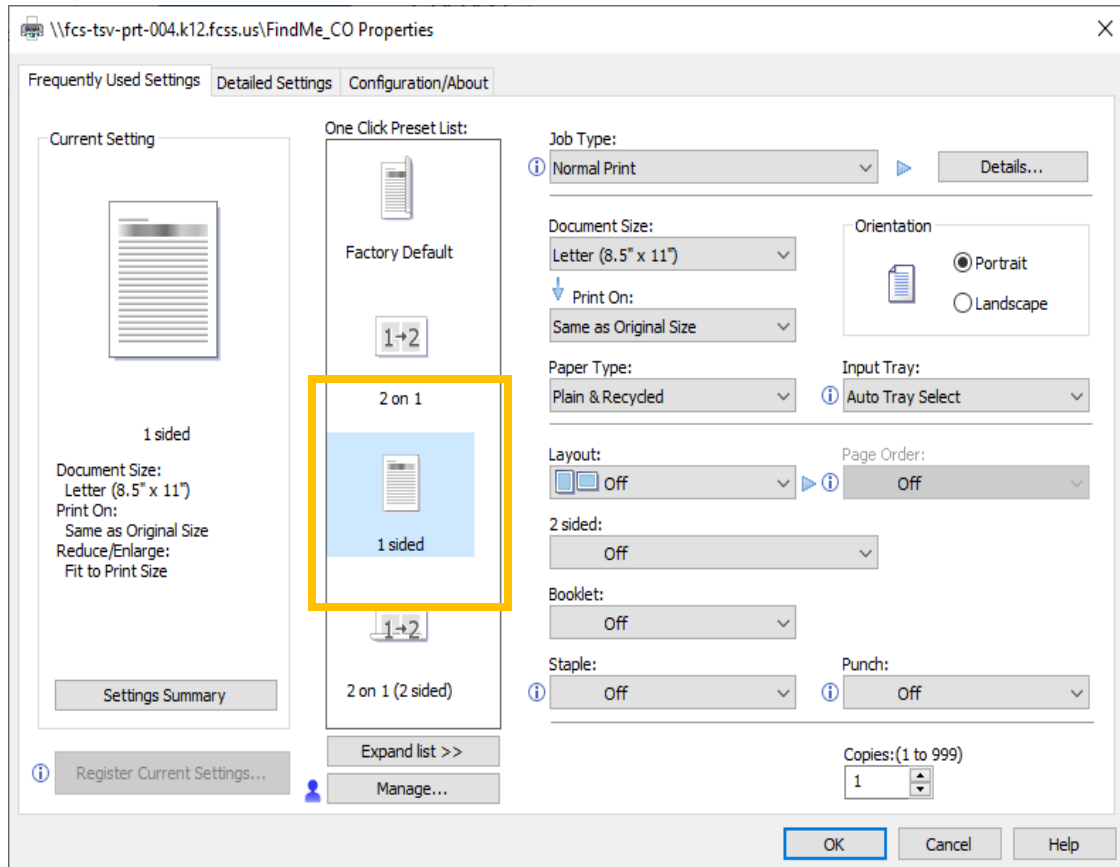 \\fcs-tsv-prt-004.k12.fcss.us\FindMe_CO Properties
Frequently Used Settings
Detailed Settings
Configuration/About
Current Setting
1 sided
Document Size:
Letter (8.5" x 11")
Print On:
Same as Original Size
Reduce/Enlarge:
Fit to Print Size
Settings Summary
Register Current Settings...
One Click Preset List:
Factory Default
1→2
2 on 1
1 sided
1→2
2 on 1 (2 sided)
Expand list >>
Manage...
Job Type:
Normal Print
Details...
Document Size:
Letter (8.5" x 11")
Print On:
Same as Original Size
Orientation
Portrait
Landscape
Paper Type:
Plain & Recycled
Input Tray:
Auto Tray Select
Layout:
Off
Page Order:
Off
2 sided:
Off
Booklet:
Off
Staple:
Off
Punch:
Off
Copies:(1 to 999)
1
OK
Cancel
Help